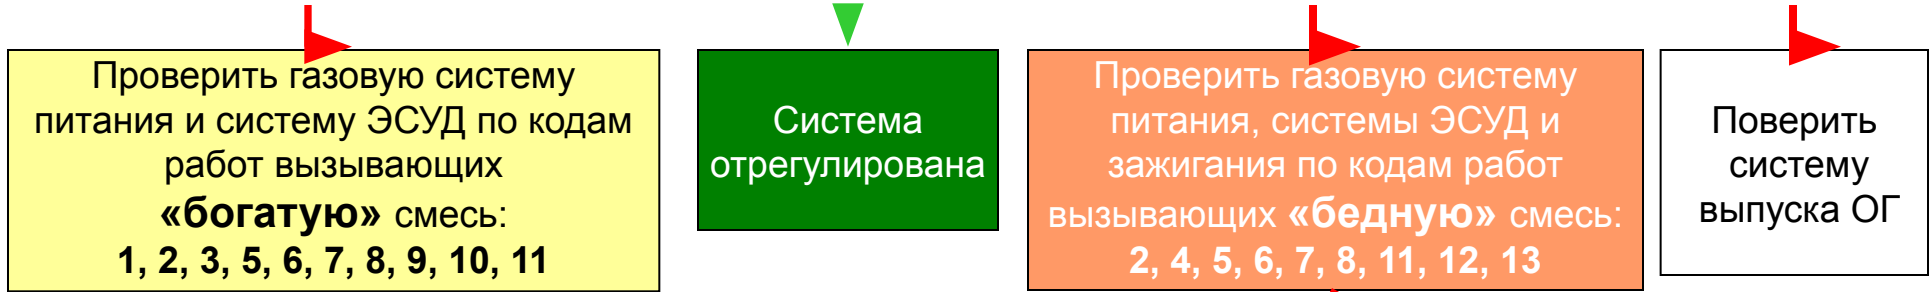 Проверить газовую систему
питания и систему ЭСУД по кодам
работ вызывающих
«богатую» смесь:
1, 2, 3, 5, 6, 7, 8, 9, 10, 11
Система
отрегулирована
Проверить газовую систему
питания, системы ЭСУД и
зажигания по кодам работ
вызывающих «бедную» смесь:
2, 4, 5, 6, 7, 8, 11, 12, 13
Поверить
систему
выпуска ОГ